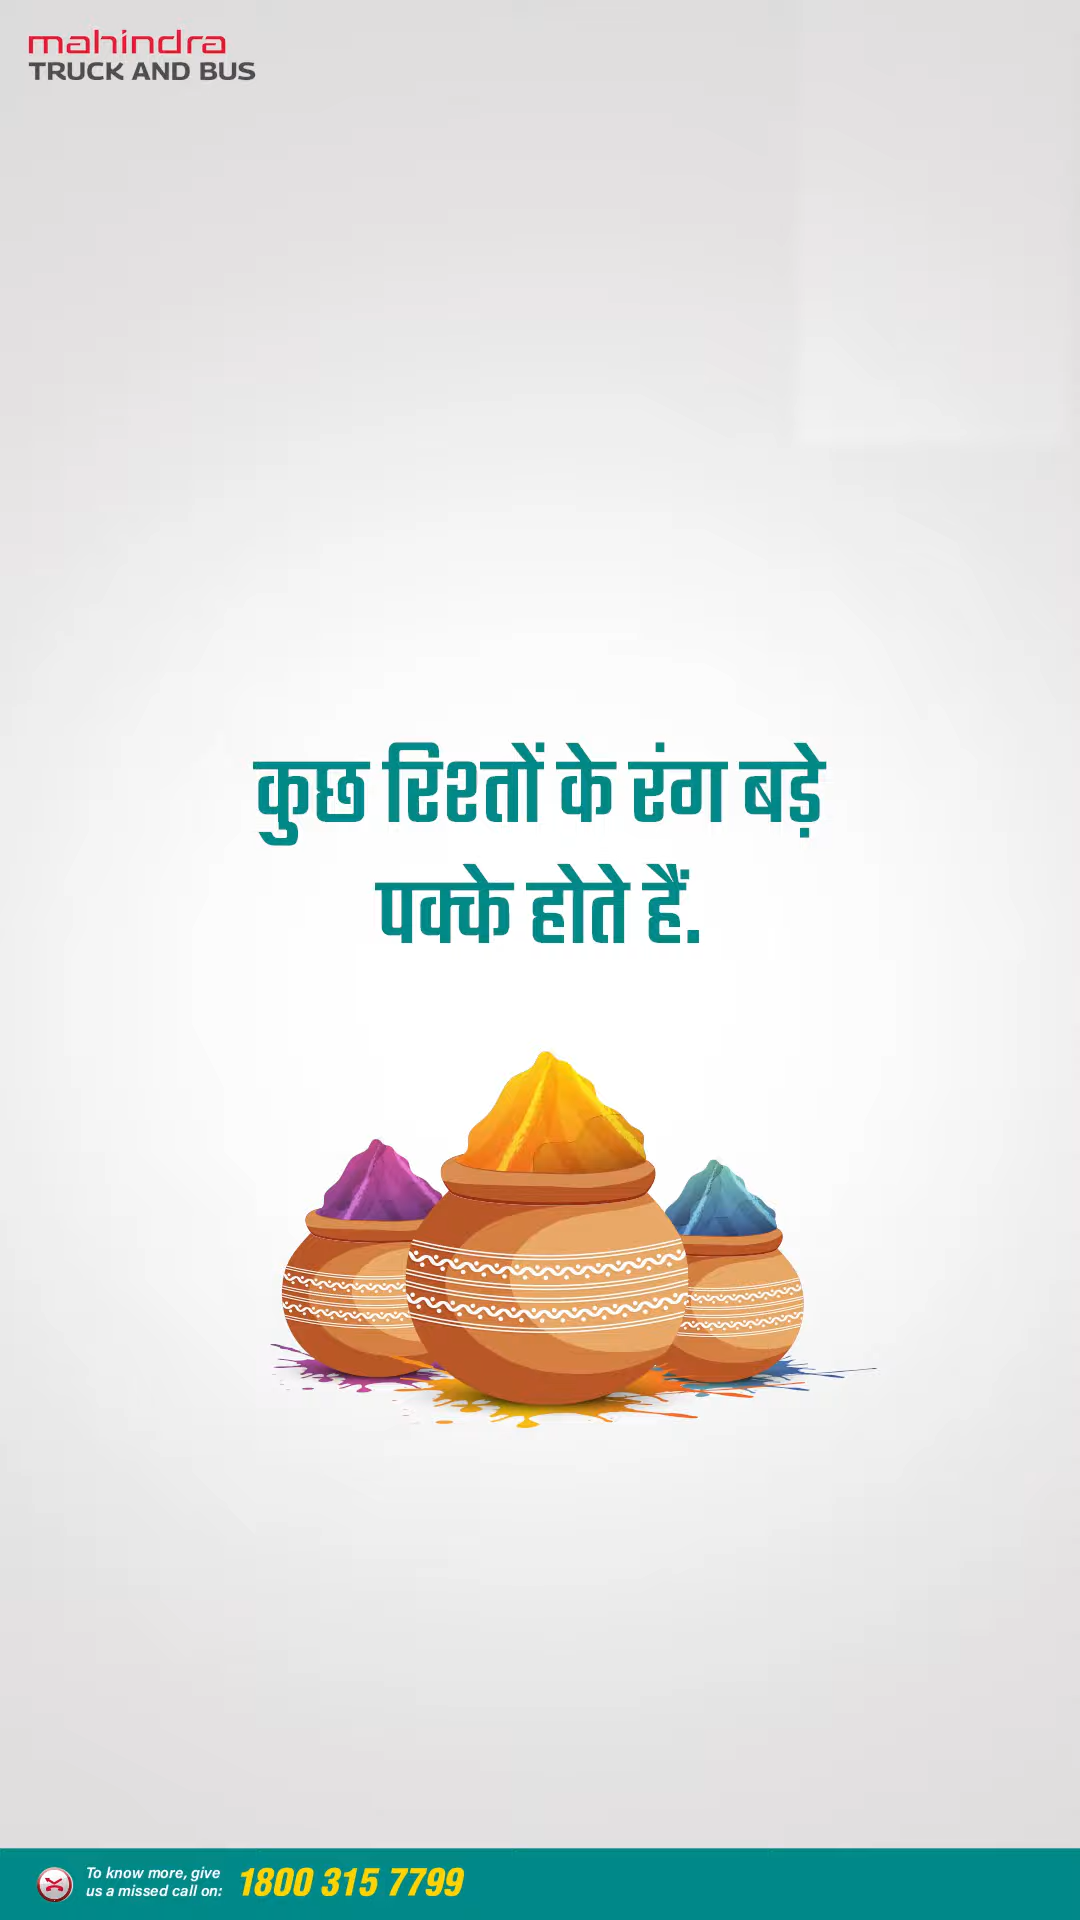 mahindra
TRUCK AND BUS
कुछ रिश्तों के रंग बड़े
पक्के होते हैं.
To know more, give
us a missed call on:
1800 315 7799